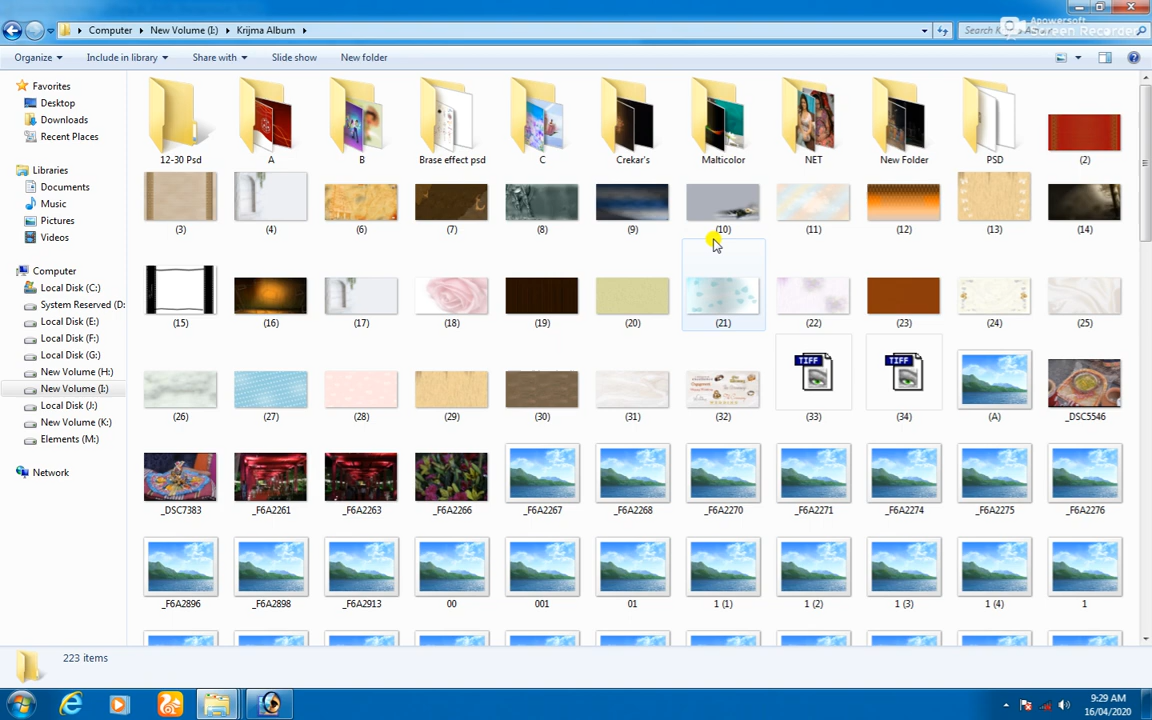 Apowersoft
Screen Recorder
Computer ▸ New Volume (I:) ▸ Krijma Album ▸
Organize
Include in library
Share with
Slide show
New folder
Favorites
Desktop
Downloads
Recent Places
Libraries
Documents
Music
Pictures
Videos
Computer
Local Disk (C:)
System Reserved (D:
Local Disk (E:)
Local Disk (F:)
Local Disk (G:)
New Volume (H:)
New Volume (I:)
Local Disk (J:)
New Volume (K:)
Elements (M:)
Network
12-30 Psd A B Brase effect psd C Crekar's Malticolor NET New Folder PSD (2)
(3) (4) (6) (7) (8) (9) (10) (11) (12) (13) (14)
(15) (16) (17) (18) (19) (20) (21) (22) (23) (24) (25)
TIFF TIFF
(26) (27) (28) (29) (30) (31) (32) (33) (34) (A) _DSC5546
_DSC7383 _F6A2261 _F6A2263 _F6A2266 _F6A2267 _F6A2268 _F6A2270 _F6A2271 _F6A2274 _F6A2275 _F6A2276
_F6A2896 _F6A2898 _F6A2913 00 001 01 1 (1) 1 (2) 1 (3) 1 (4) 1
223 items
9:29 AM
16/04/2020